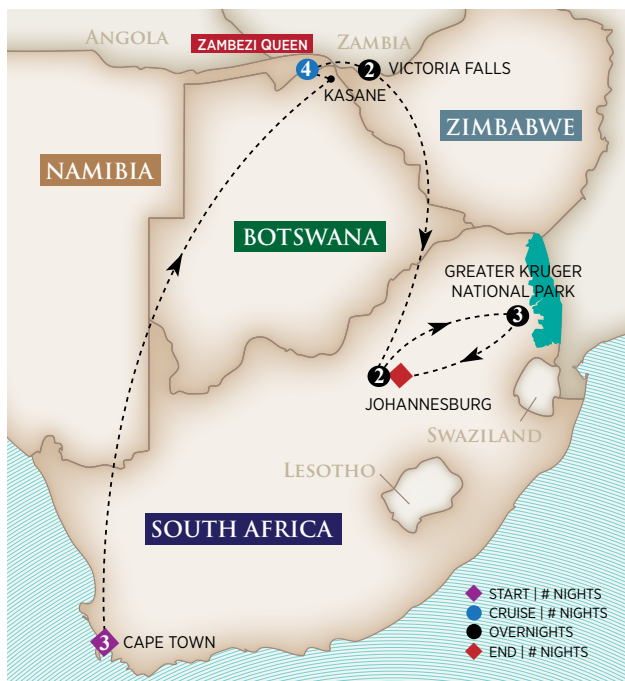 ANGOLA
ZAMBEZI QUEEN
ZAMBIA
4
2
VICTORIA FALLS
KASANE
ZIMBABWE
NAMIBIA
BOTSWANA
GREATER KRUGER
NATIONAL PARK
3
2
JOHANNESBURG
SWAZILAND
LESOTHO
SOUTH AFRICA
3
CAPE TOWN
START | # NIGHTS
CRUISE | # NIGHTS
OVERNIGHTS
END | # NIGHTS